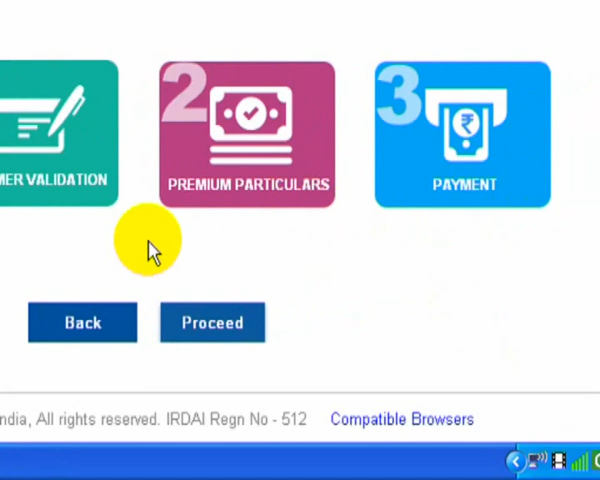 2
3
MER VALIDATION
PREMIUM PARTICULARS
PAYMENT
₹
Back
Proceed
ndia, All rights reserved. IRDAI Regn No - 512
Compatible Browsers